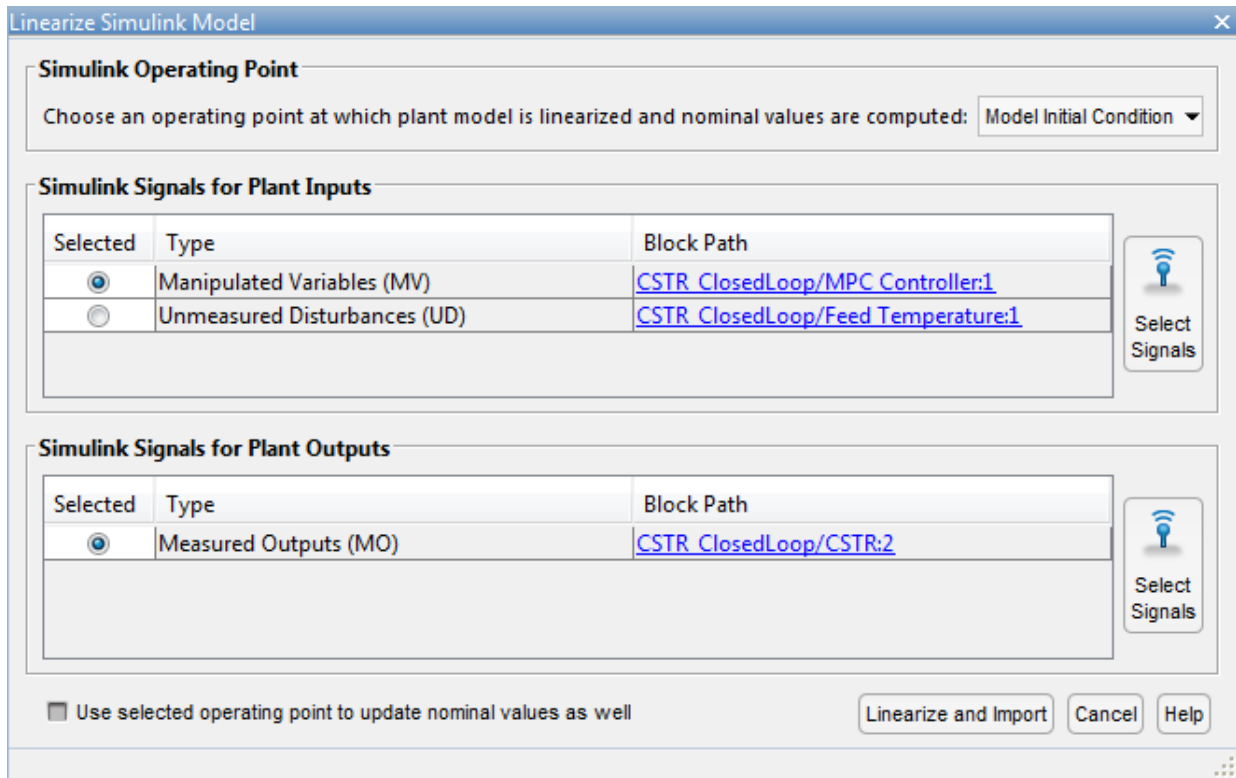 Linearize Simulink Model
Simulink Operating Point
Choose an operating point at which plant model is linearized and nominal values are computed: Model Initial Condition
Simulink Signals for Plant Inputs
Selected Type Block Path
Manipulated Variables (MV) CSTR_ClosedLoop/MPC Controller:1
Unmeasured Disturbances (UD) CSTR_ClosedLoop/Feed Temperature:1
Select
Signals
Simulink Signals for Plant Outputs
Selected Type Block Path
Measured Outputs (MO) CSTR_ClosedLoop/CSTR:2
Select
Signals
Use selected operating point to update nominal values as well
Linearize and Import Cancel Help